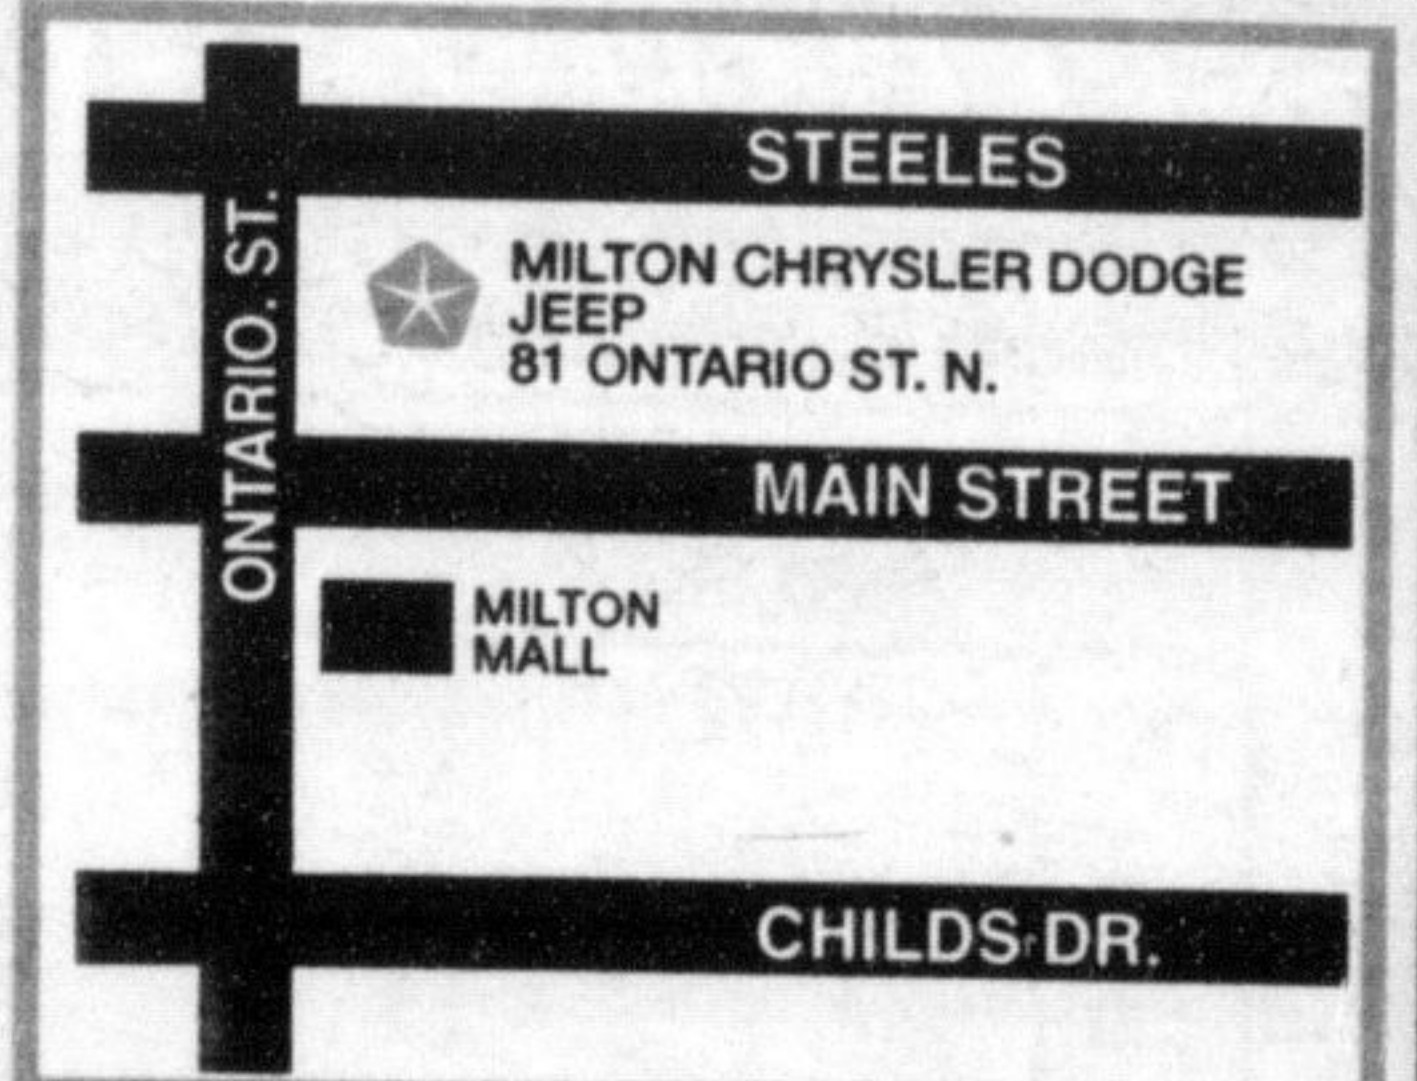 STEELES
ONTARIO. ST.
MILTON CHRYSLER DODGE
JEEP
81 ONTARIO ST. N.
MAIN STREET
MILTON
MALL
CHILDS DR.